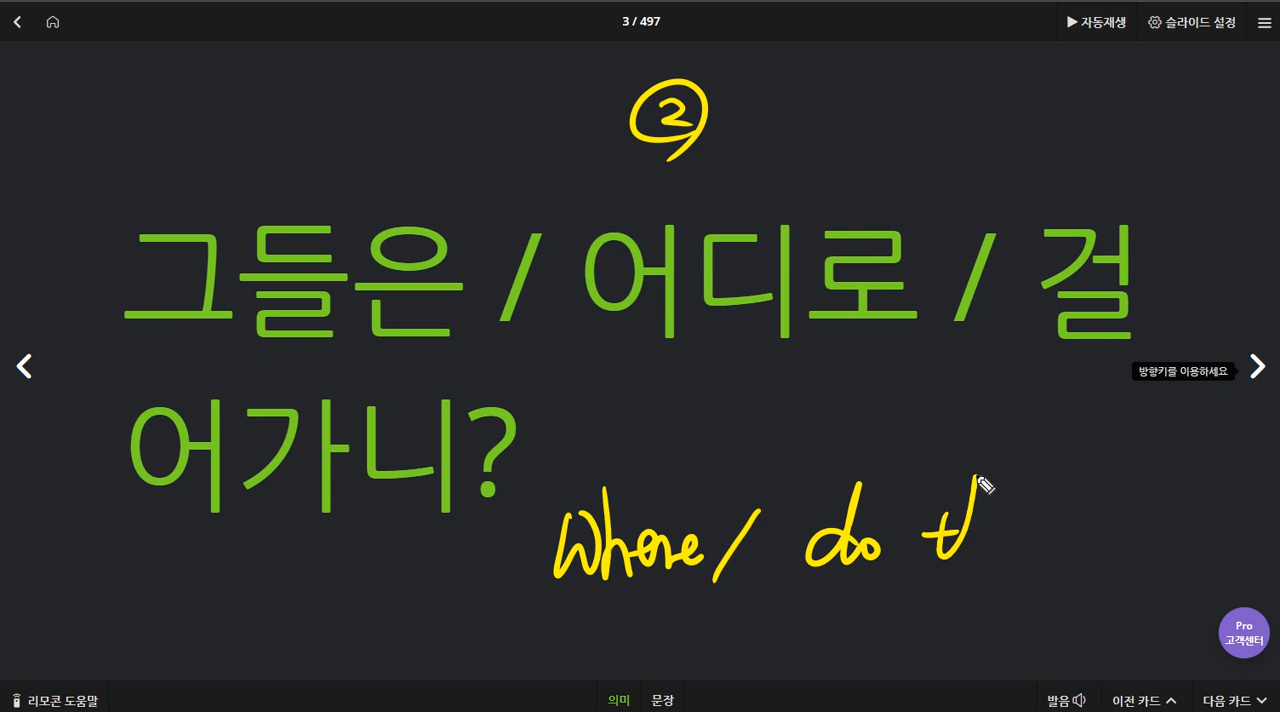 3 / 497
자동재생
슬라이드 설정
2
그들은 / 어디로 / 걸
어가니?
방향키를 이용하세요
Where / do th
Pro
고객센터
리모콘 도움말
의미
문장
발음
이전 카드
다음 카드